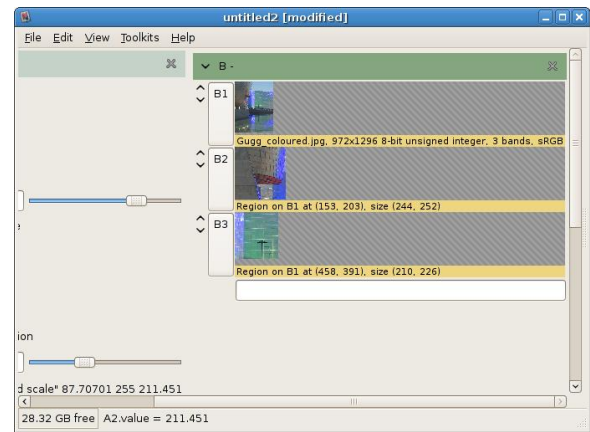 untitled2 [modified]
File Edit View Toolkits Help
B -
B1
Gugg_coloured.jpg, 972x1296 8-bit unsigned integer, 3 bands, sRGB
B2
Region on B1 at (153, 203), size (244, 252)
B3
Region on B1 at (458, 391), size (210, 226)
ion
d scale" 87.70701 255 211.451
28.32 GB free A2.value = 211.451